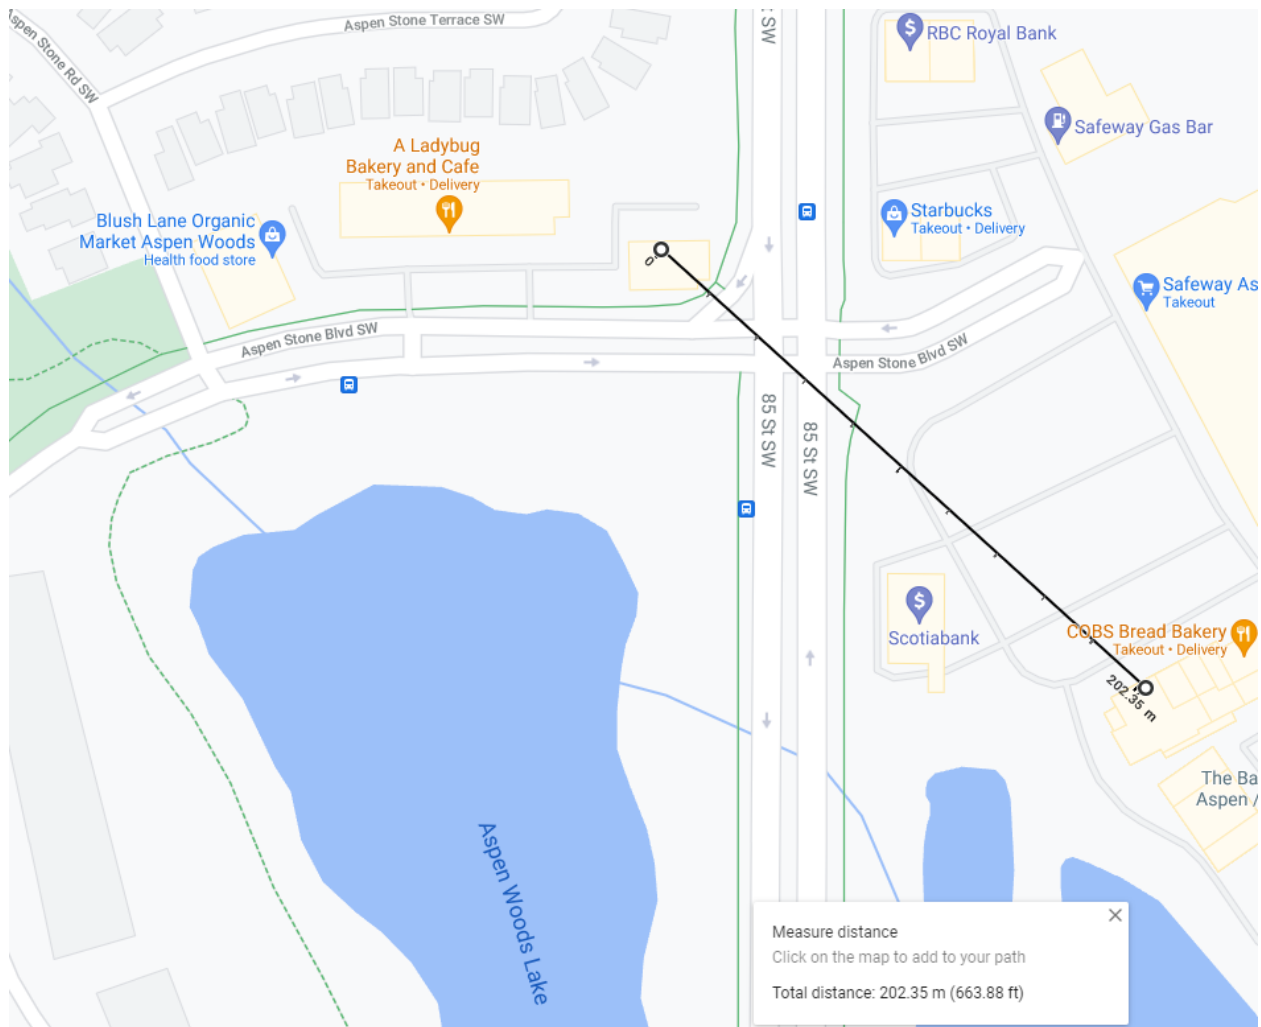 Aspen Stone Terrace SW
t SW
RBC Royal Bank
Aspen Stone Rd SW
Safeway Gas Bar
A Ladybug
Bakery and Cafe
Takeout • Delivery
Blush Lane Organic
Market Aspen Woods
Health food store
Starbucks
Takeout • Delivery
0
Safeway As
Takeout
Aspen Stone Blvd SW
Aspen Stone Blvd SW
85 St SW
85 St SW
Scotiabank
COBS Bread Bakery
Takeout • Delivery
202.35 m
The Ba
Aspen /
Aspen Woods Lake
Measure distance
Click on the map to add to your path
Total distance: 202.35 m (663.88 ft)